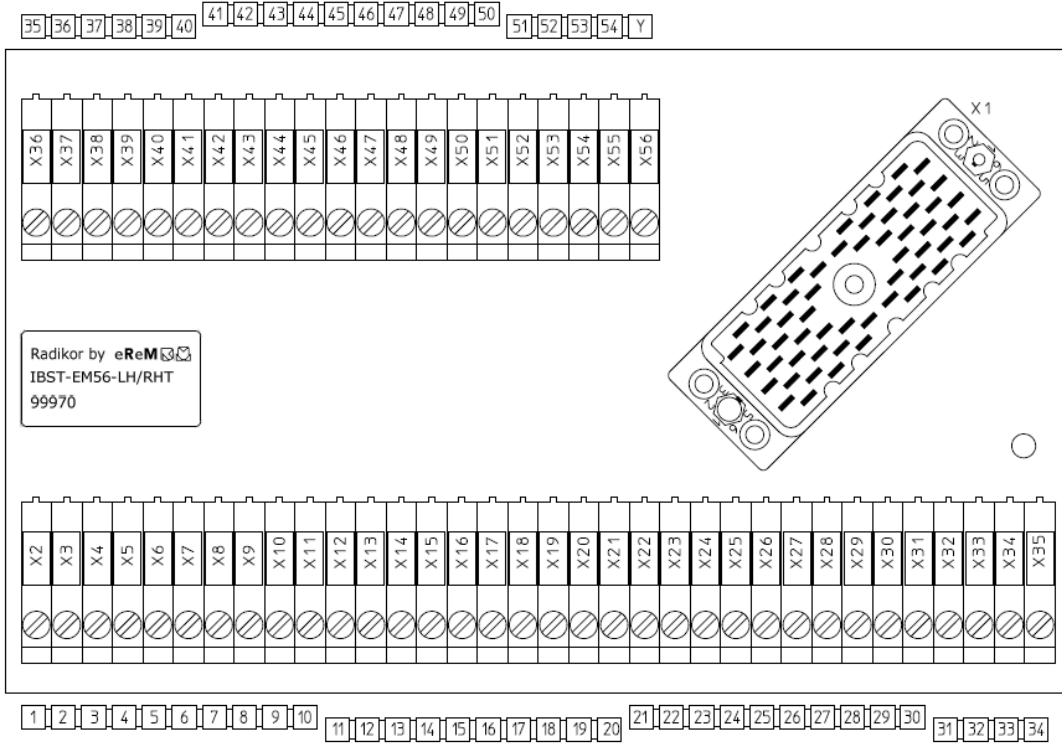 35 36 37 38 39 40 41 42 43 44 45 46 47 48 49 50 51 52 53 54 Y
X36 X37 X38 X39 X40 X41 X42 X43 X44 X45 X46 X47 X48 X49 X50 X51 X52 X53 X54 X55 X56
X1
Radikor by eReM
IBST-EM56-LH/RHT
99970
X2 X3 X4 X5 X6 X7 X8 X9 X10 X11 X12 X13 X14 X15 X16 X17 X18 X19 X20 X21 X22 X23 X24 X25 X26 X27 X28 X29 X30 X31 X32 X33 X34 X35
1 2 3 4 5 6 7 8 9 10 11 12 13 14 15 16 17 18 19 20 21 22 23 24 25 26 27 28 29 30 31 32 33 34